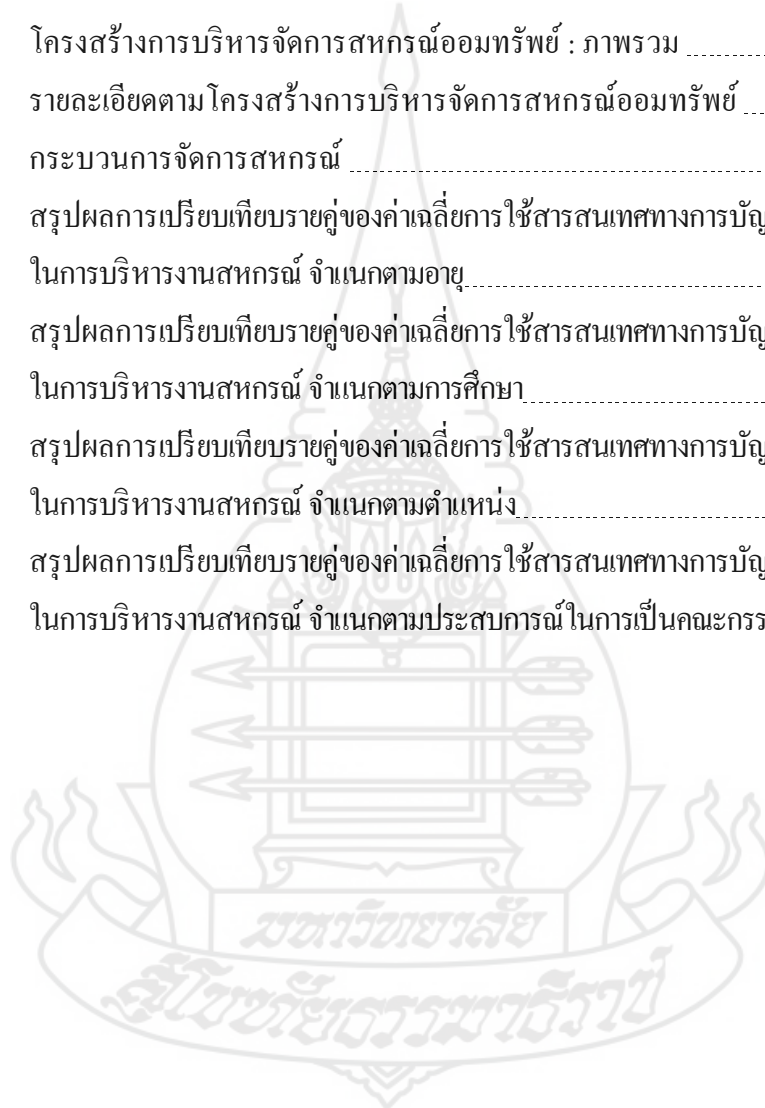 โครงสร้างการบริหารจัดการสหกรณ์ออมทรัพย์ : ภาพรวม
รายละเอียดตามโครงสร้างการบริหารจัดการสหกรณ์ออมทรัพย์
กระบวนการจัดการสหกรณ์
สรุปผลการเปรียบเทียบรายคู่ของค่าเฉลี่ยการใช้สารสนเทศทางการบัญ
ในการบริหารงานสหกรณ์ จำแนกตามอายุ
สรุปผลการเปรียบเทียบรายคู่ของค่าเฉลี่ยการใช้สารสนเทศทางการบัญ
ในการบริหารงานสหกรณ์ จำแนกตามการศึกษา
สรุปผลการเปรียบเทียบรายคู่ของค่าเฉลี่ยการใช้สารสนเทศทางการบัญ
ในการบริหารงานสหกรณ์ จำแนกตามตำแหน่ง
สรุปผลการเปรียบเทียบรายคู่ของค่าเฉลี่ยการใช้สารสนเทศทางการบัญ
ในการบริหารงานสหกรณ์ จำแนกตามประสบการณ์ในการเป็นคณะกรร
มหาวิทยาลัย
สุโขทัยธรรมาธิราช